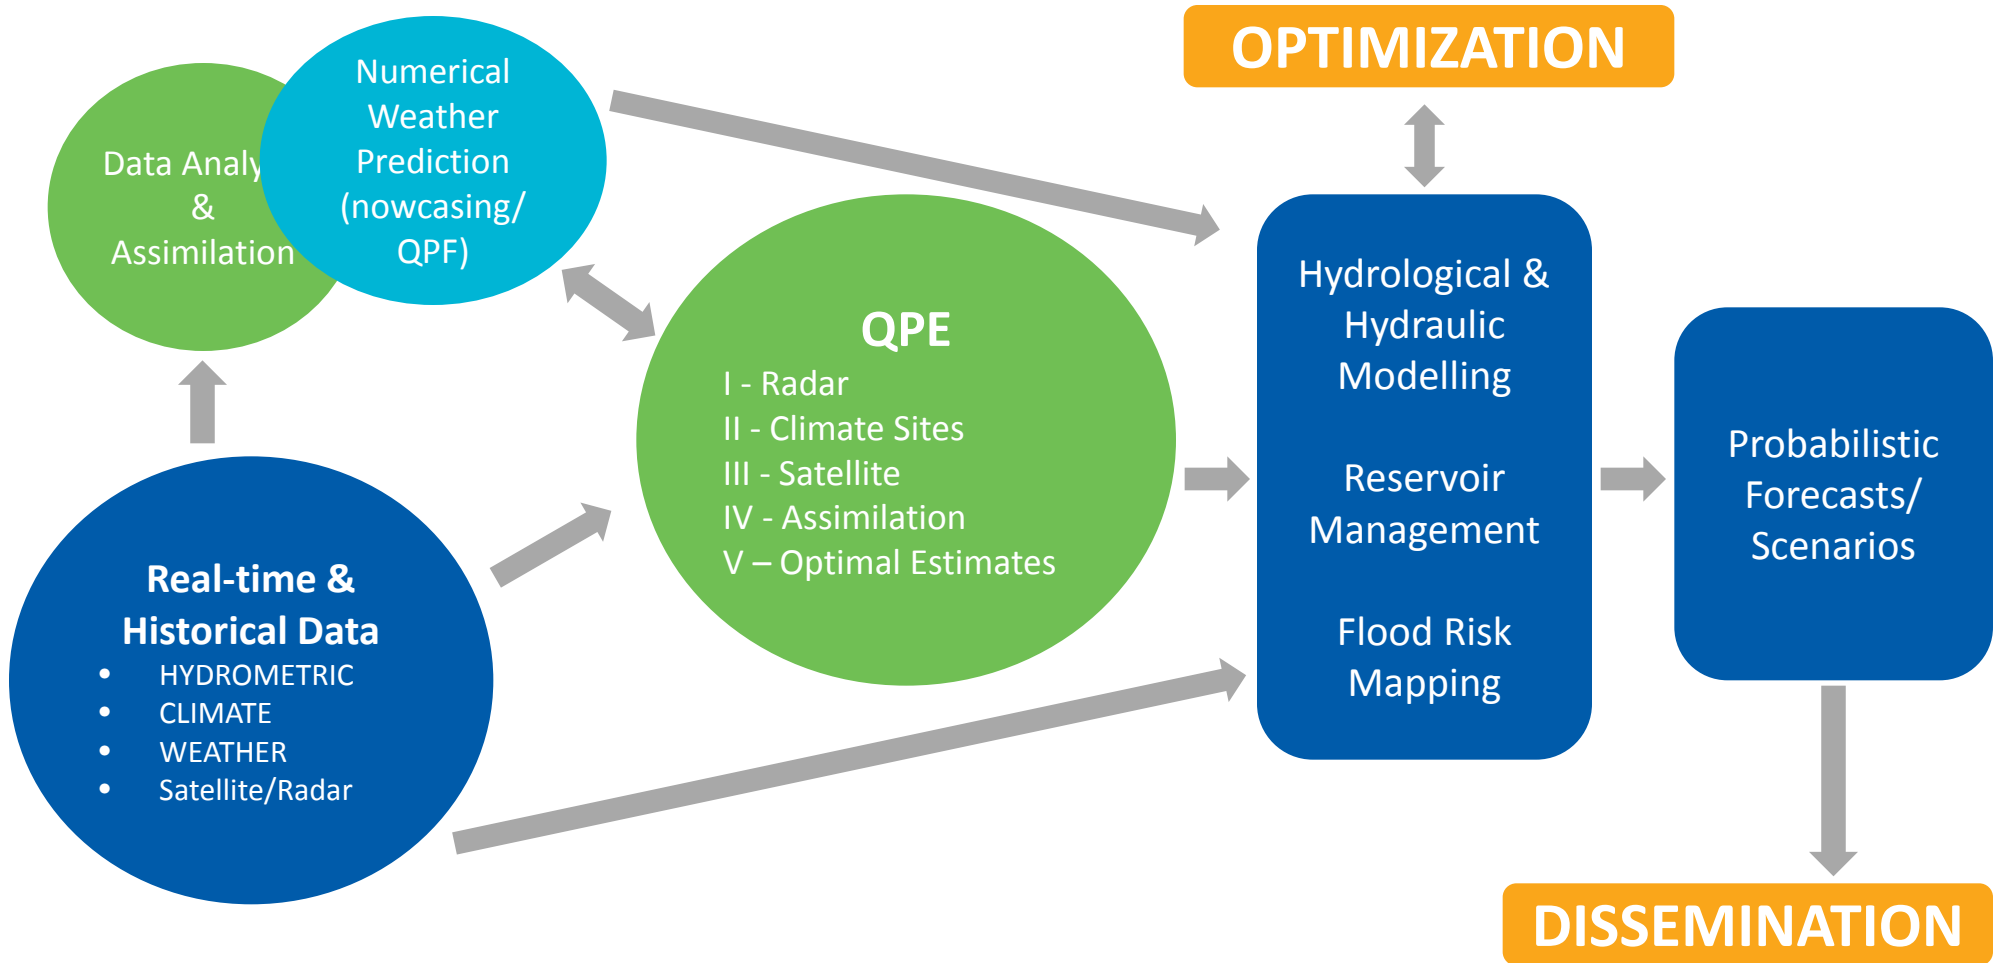 OPTIMIZATION
Numerical
Weather
Prediction
(nowcasing/
QPF)
Data Analy
&
Assimilation
QPE
I - Radar
II - Climate Sites
III - Satellite
IV - Assimilation
V – Optimal Estimates
Hydrological &
Hydraulic
Modelling
Reservoir
Management
Flood Risk
Mapping
Probabilistic
Forecasts/
Scenarios
Real-time &
Historical Data
• HYDROMETRIC
• CLIMATE
• WEATHER
• Satellite/Radar
DISSEMINATION